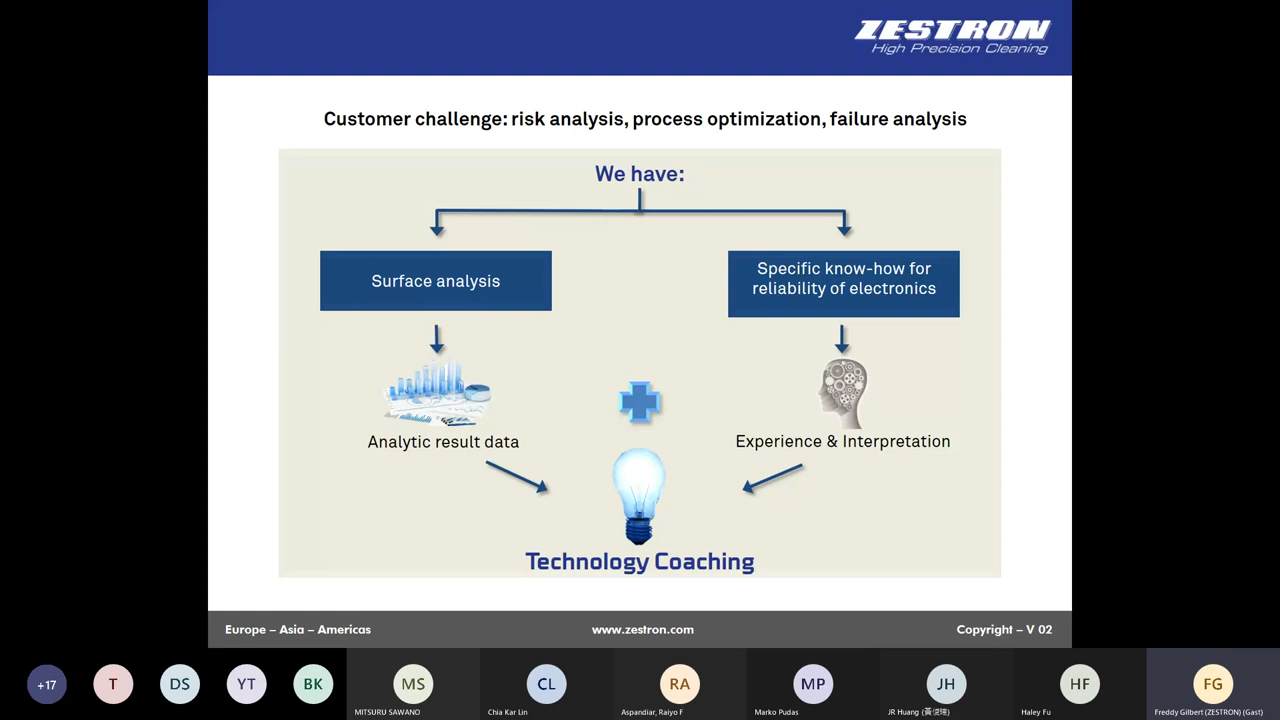 ZESTRON
High Precision Cleaning
Customer challenge: risk analysis, process optimization, failure analysis
We have:
Surface analysis
Specific know-how for
reliability of electronics
Analytic result data
Experience & Interpretation
Technology Coaching
Europe – Asia – Americas
www.zestron.com
Copyright – V 02
+17
T
DS
YT
BK
MS
CL
RA
MP
JH
HF
FG
MITSURU SAWANO
Chia Kar Lin
Aspandiar, Raiyo F
Marko Pudas
JR Huang
Haley Fu
Freddy Gilbert (ZESTRON) (Gast)